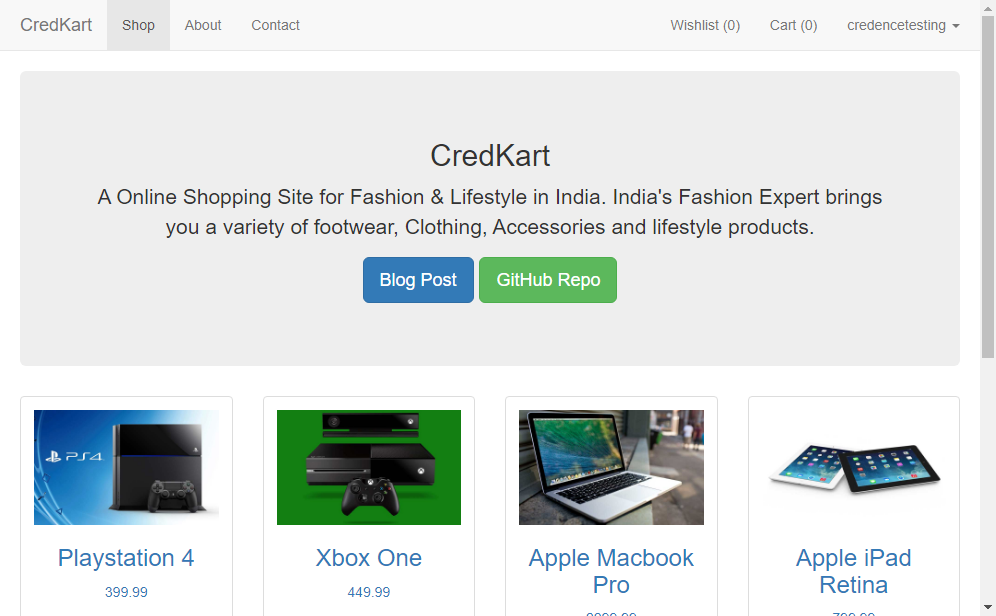 CredKart Shop About Contact Wishlist (0) Cart (0) credencetesting
CredKart
A Online Shopping Site for Fashion & Lifestyle in India. India's Fashion Expert brings
you a variety of footwear, Clothing, Accessories and lifestyle products.
Blog Post GitHub Repo
PS4
Playstation 4
399.99
Xbox One
449.99
Apple Macbook
Pro
Apple iPad
Retina